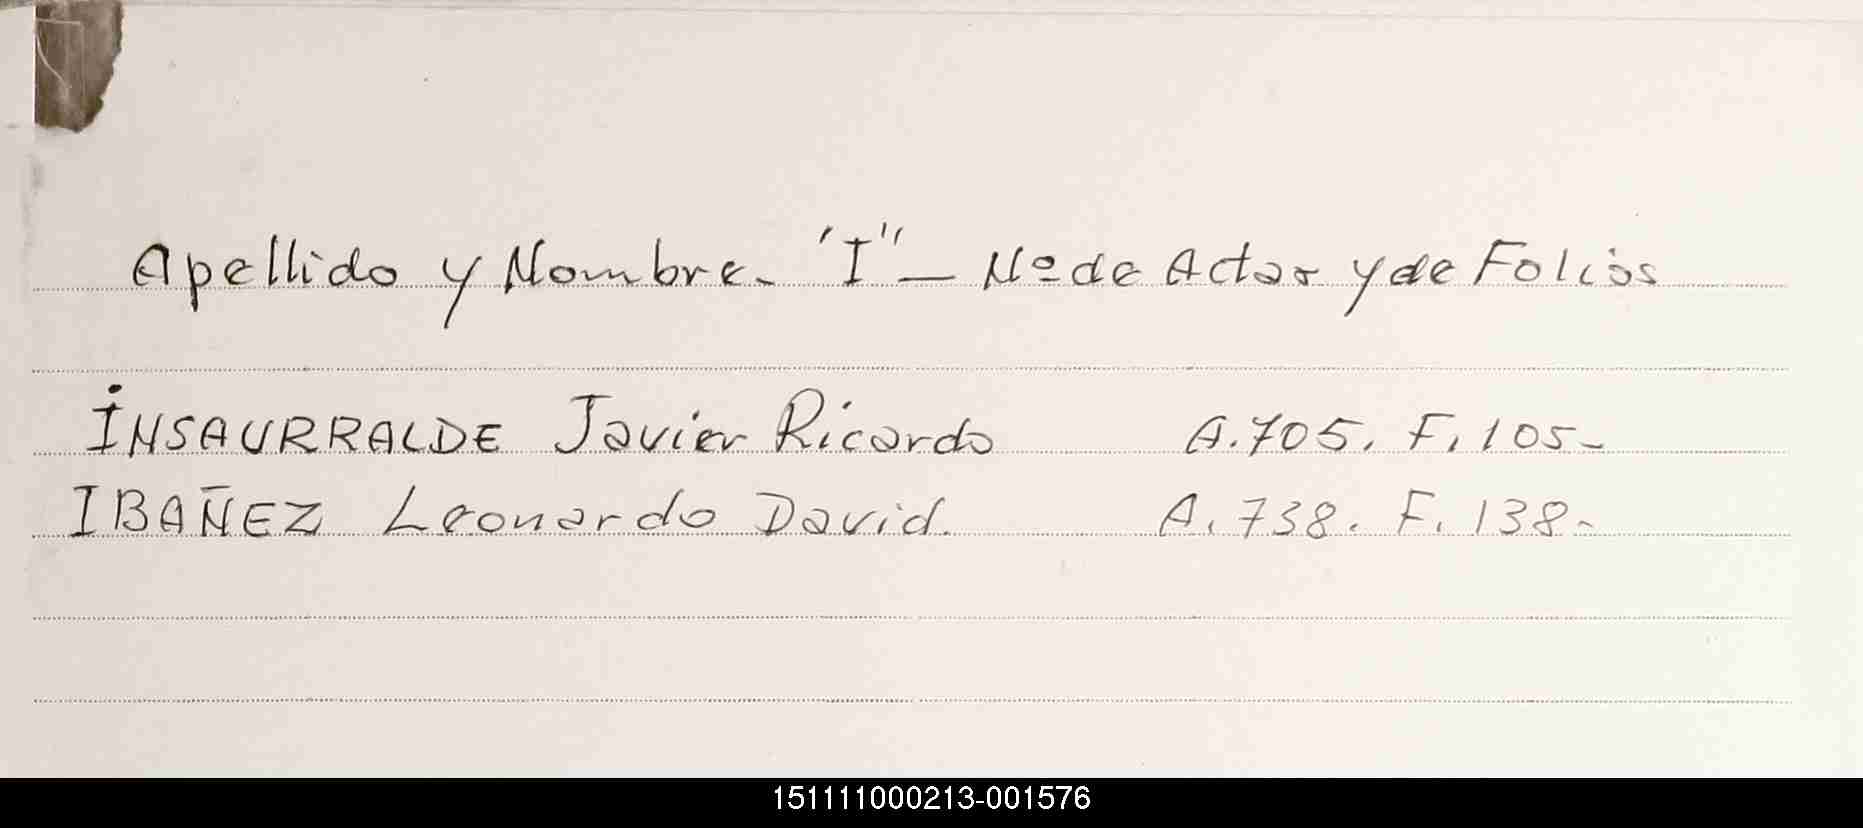 Apellido y Nombre - "I" - Nº de Actas y de Folios
INSAURRALDE Javier Ricardo A. 705. F. 105-
IBAÑEZ Leonardo David. A. 738. F. 138-
151111000213-001576